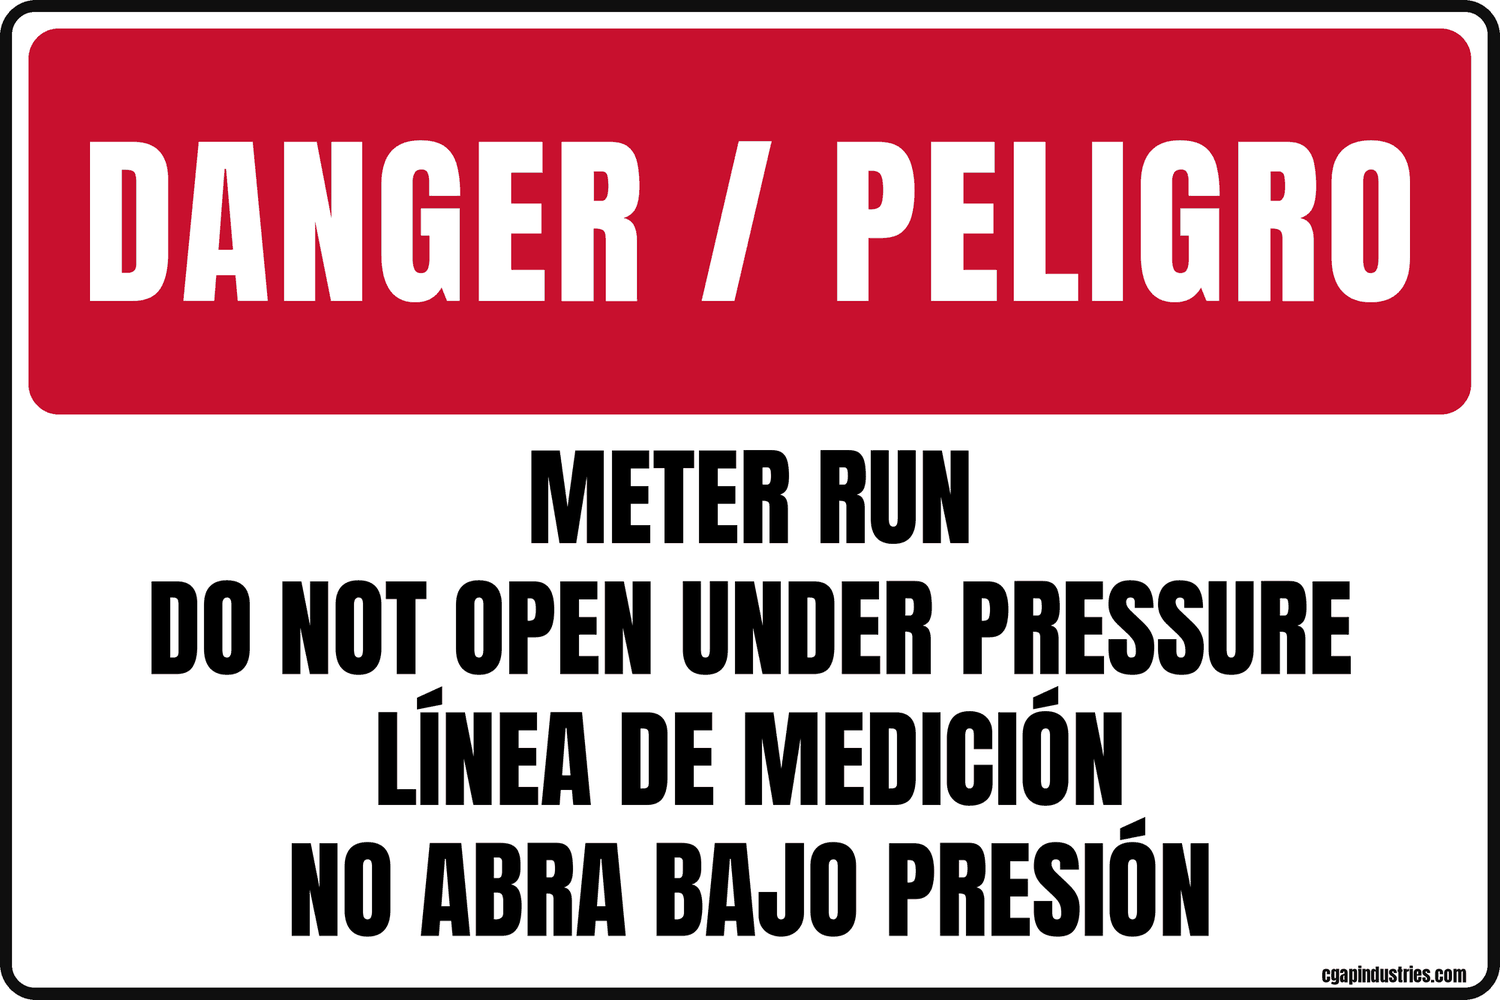 DANGER / PELIGRO
METER RUN
DO NOT OPEN UNDER PRESSURE
LÍNEA DE MEDICIÓN
NO ABRA BAJO PRESIÓN
cgapindustries.com